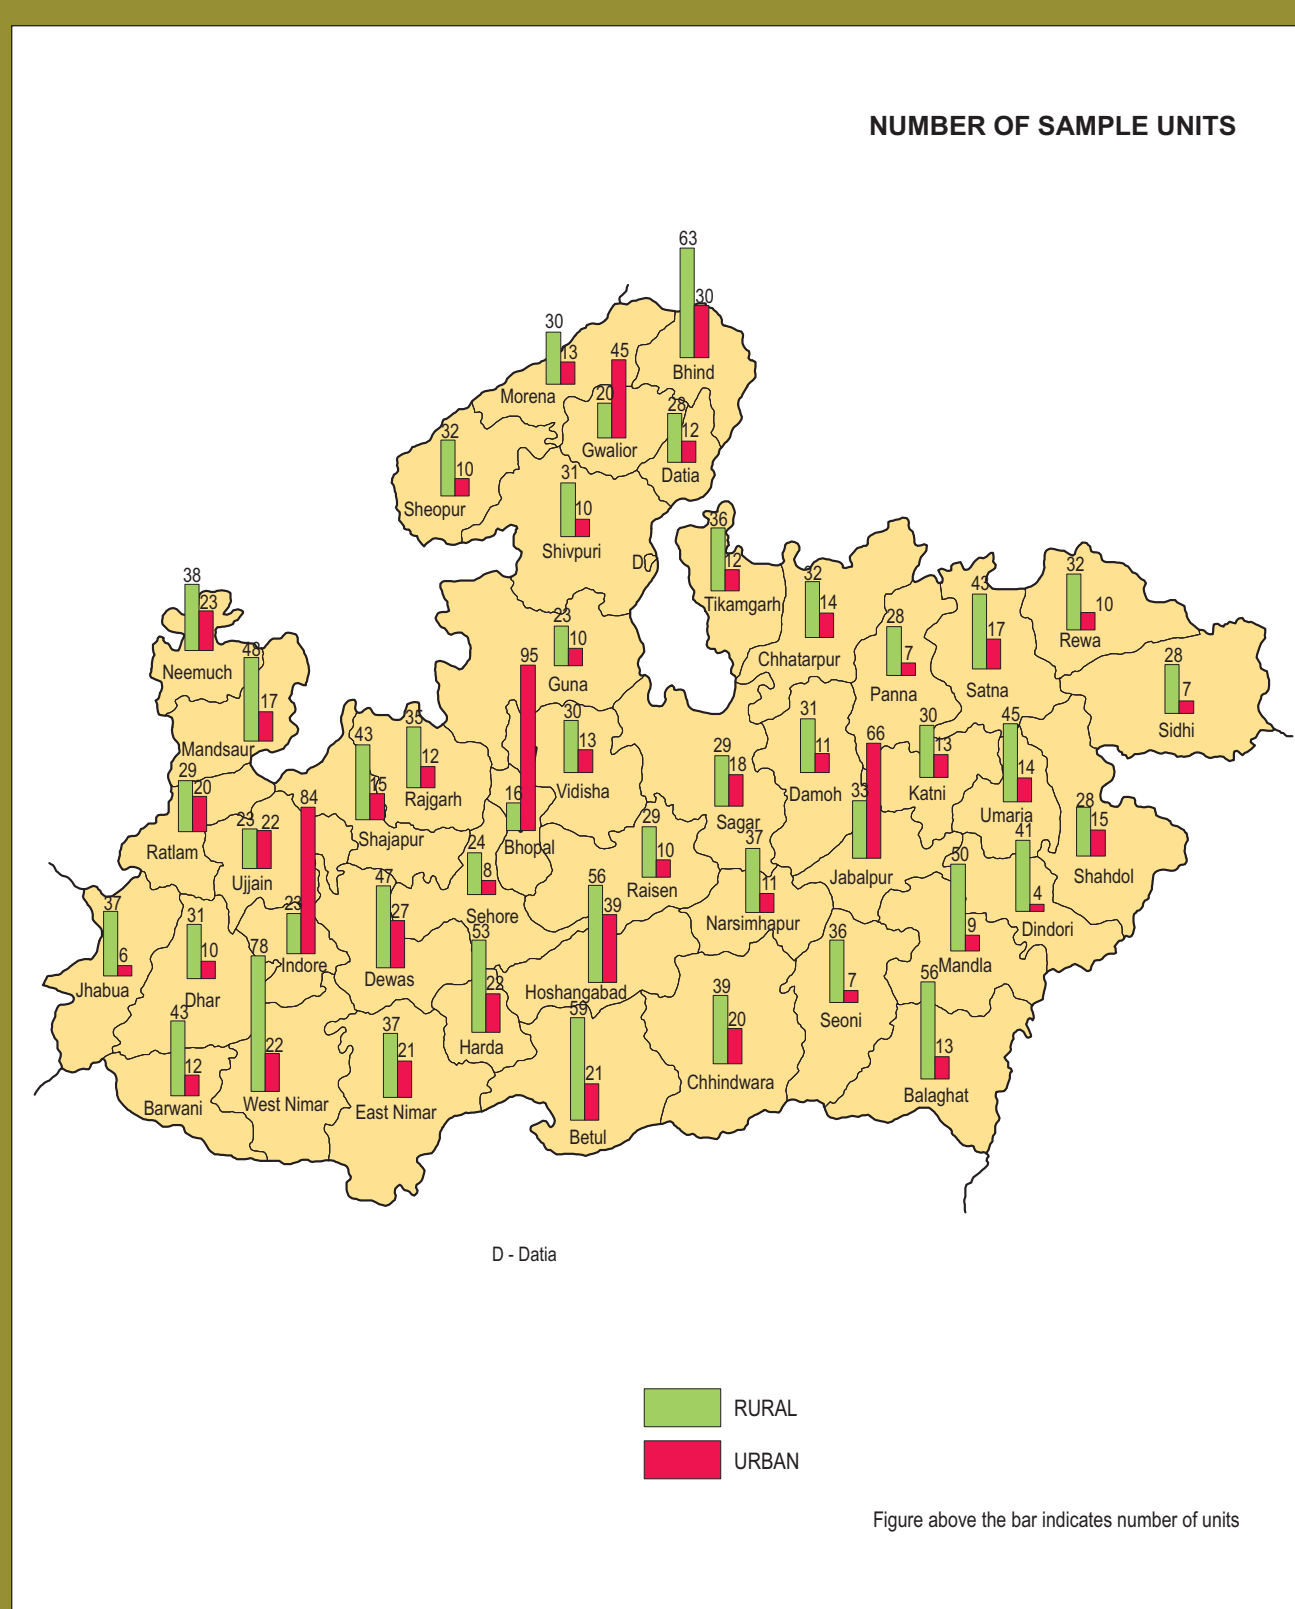 NUMBER OF SAMPLE UNITS
63
30
Bhind
30
13
Morena
45
20
Gwalior
28
12
Datia
32
10
Sheopur
31
10
Shivpuri
D
36
12
Tikamgarh
32
14
Chhatarpur
28
7
Panna
43
17
Satna
32
10
Rewa
28
7
Sidhi
38
23
Neemuch
48
17
Mandsaur
23
10
Guna
95
16
Bhopal
30
13
Vidisha
35
12
Rajgarh
43
15
Shajapur
29
20
Ratlam
23
22
Ujjain
84
23
Indore
29
18
Sagar
31
11
Damoh
66
33
Jabalpur
30
13
Katni
45
14
Umaria
28
15
Shahdol
41
4
Dindori
50
9
Mandla
24
8
Sehore
29
10
Raisen
37
11
Narsimhapur
47
27
Dewas
56
39
Hoshangabad
53
22
Harda
37
6
Jhabua
31
10
Dhar
43
12
Barwani
78
22
West Nimar
37
21
East Nimar
59
21
Betul
39
20
Chhindwara
36
7
Seoni
56
13
Balaghat
D - Datia
RURAL
URBAN
Figure above the bar indicates number of units